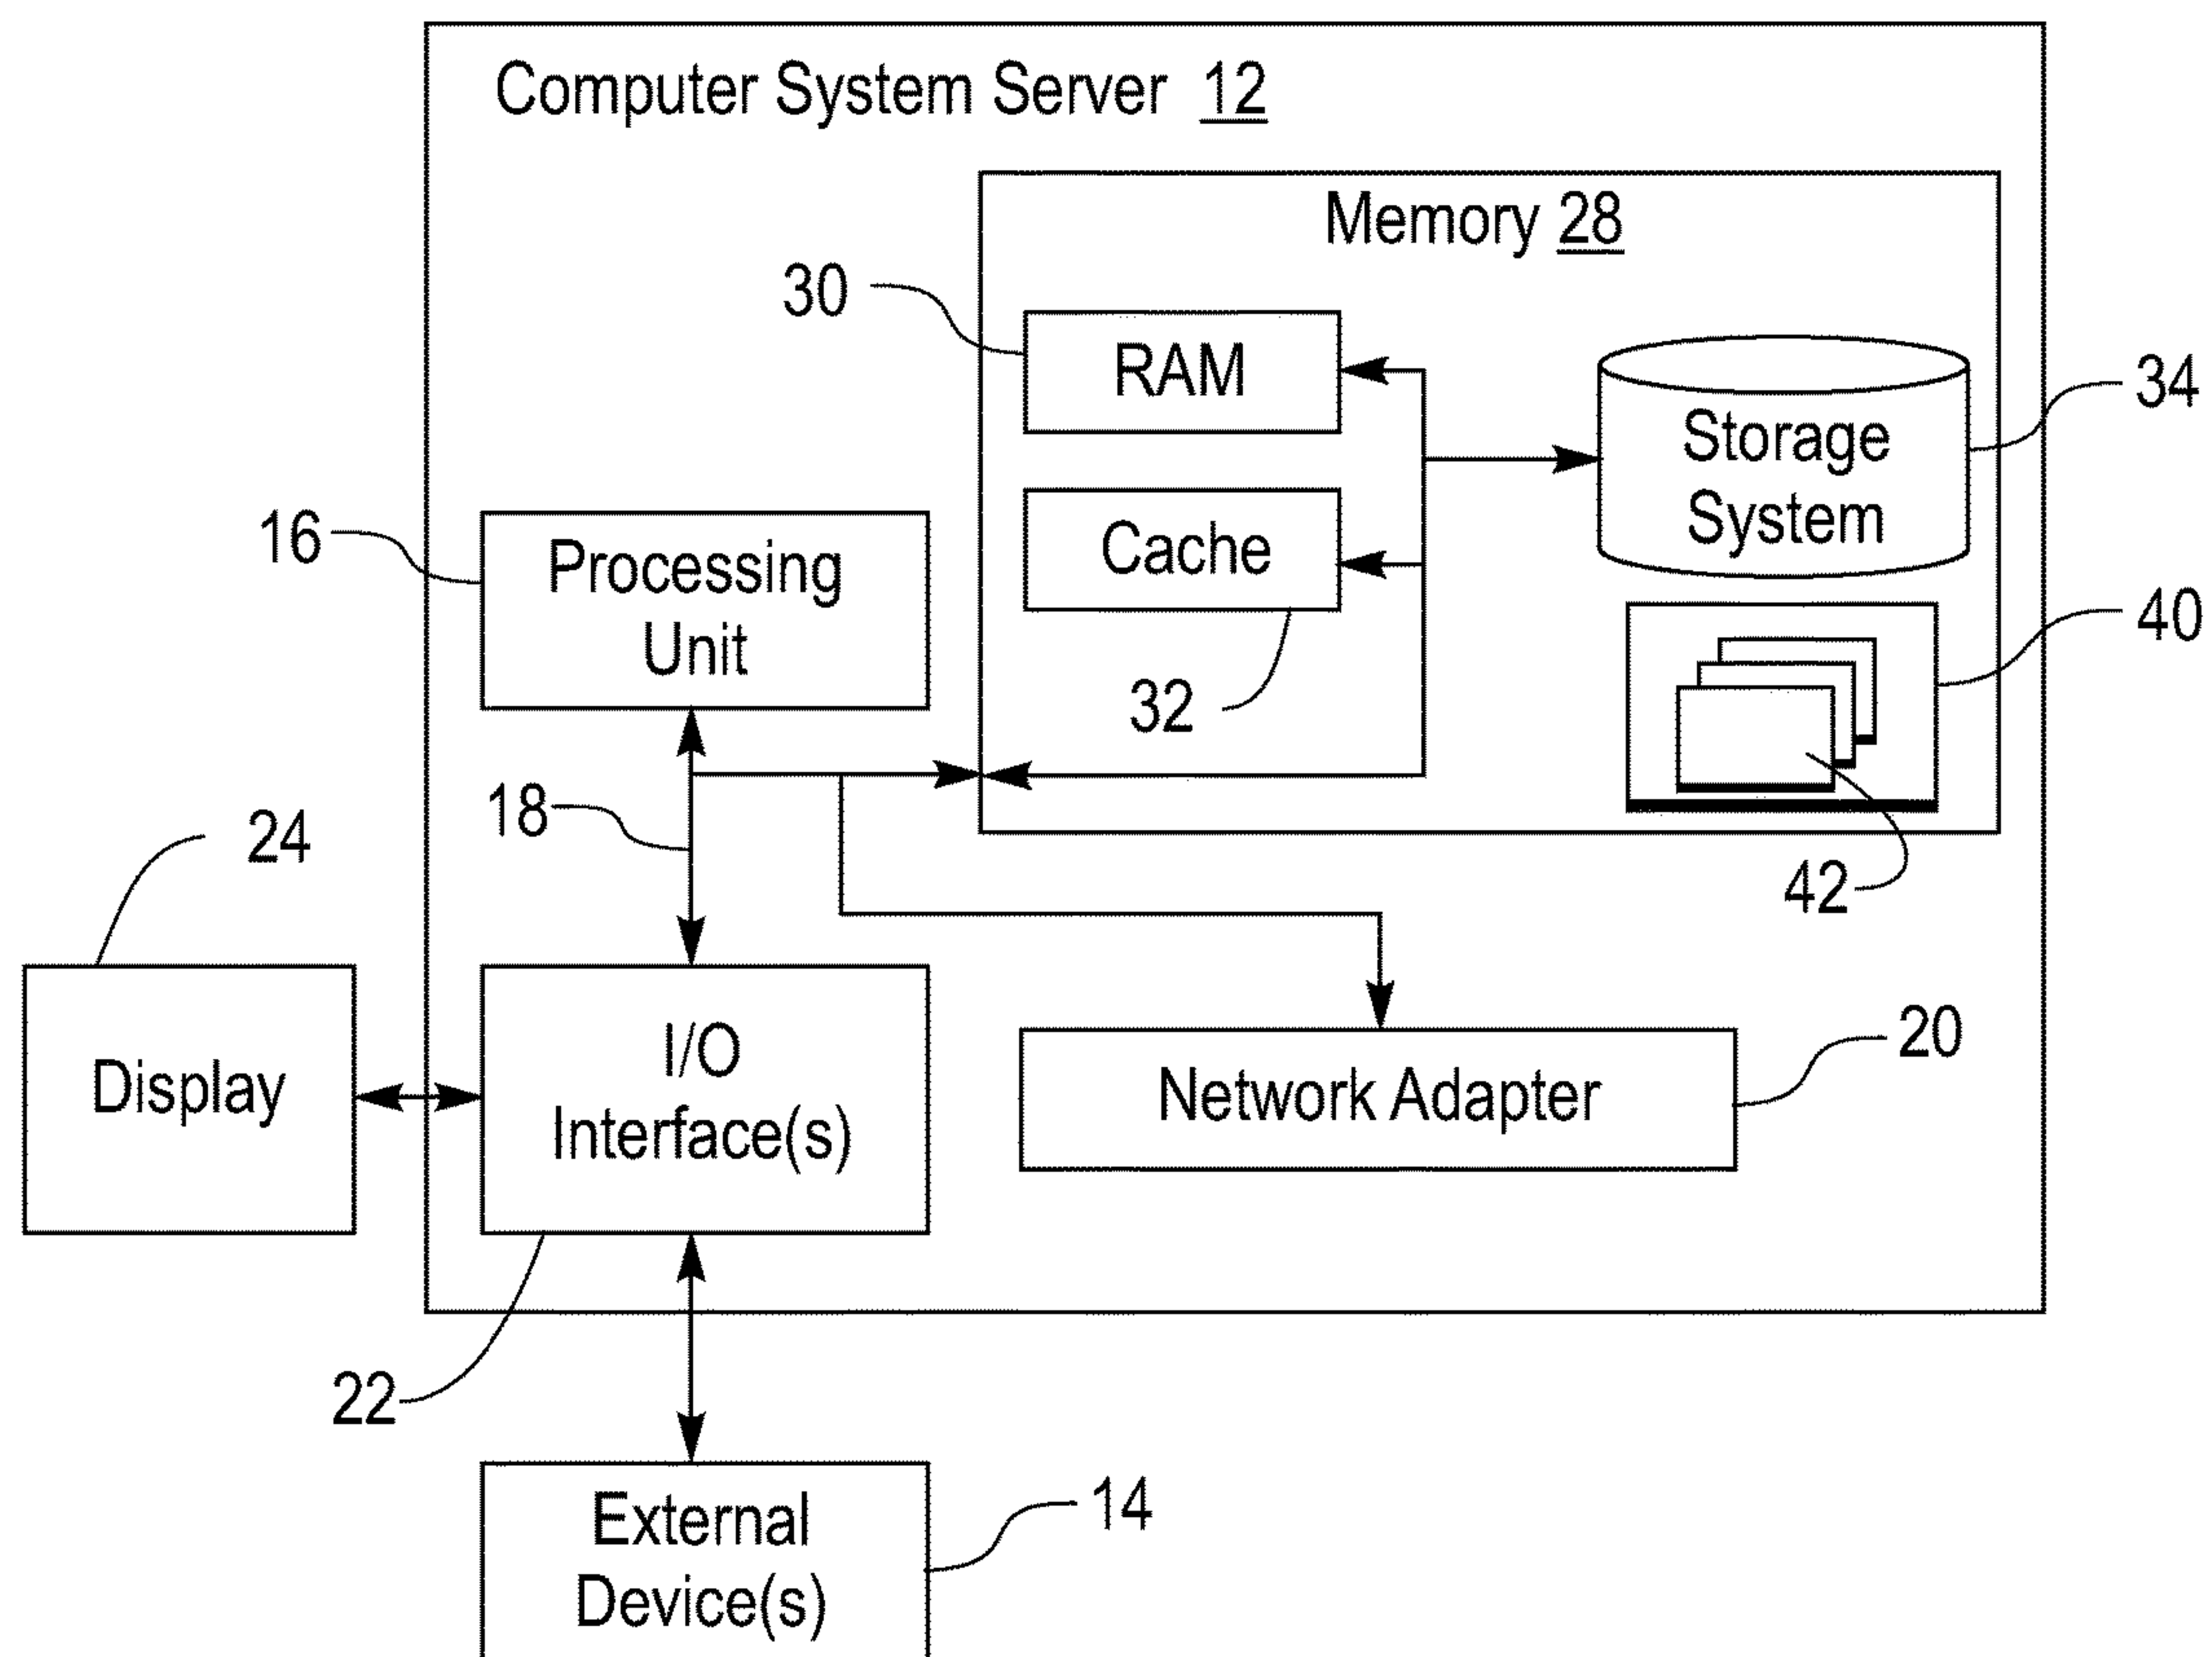 Computer System Server 12
Memory 28
30
RAM
34
Storage
System
Cache
16
Processing
Unit
32
40
18
42
24
Display
I/O
Interface(s)
20
Network Adapter
22
External
Device(s)
14